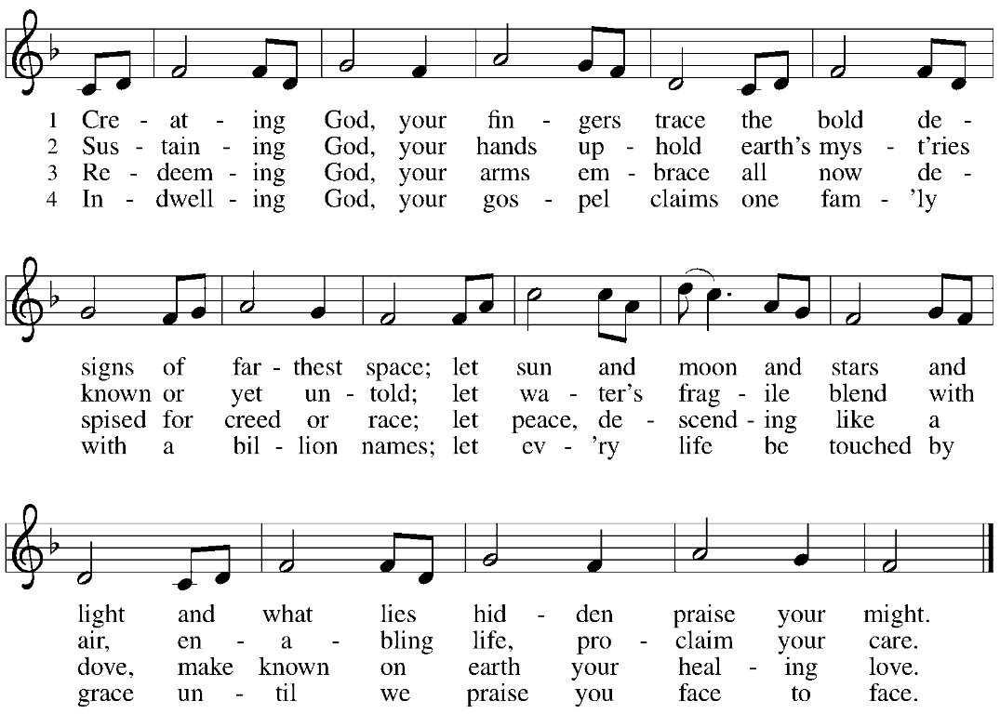 1 Cre - at - ing God, your fin - gers trace the bold de -
2 Sus - tain - ing God, your hands up - hold earth's mys - t'ries
3 Re - deem - ing God, your arms em - brace all now de -
4 In - dwell - ing God, your gos - pel claims one fam - 'ly
signs of far - thest space; let sun and moon and stars and
known or yet un - told; let wa - ter's frag - ile blend with
spised for creed or race; let peace, de - scend - ing like a
with a bil - lion names; let ev - 'ry life be touched by
light and what lies hid - den praise your might.
air, en - a - bling life, pro - claim your care.
dove, make known on earth your heal - ing love.
grace un - til we praise you face to face.